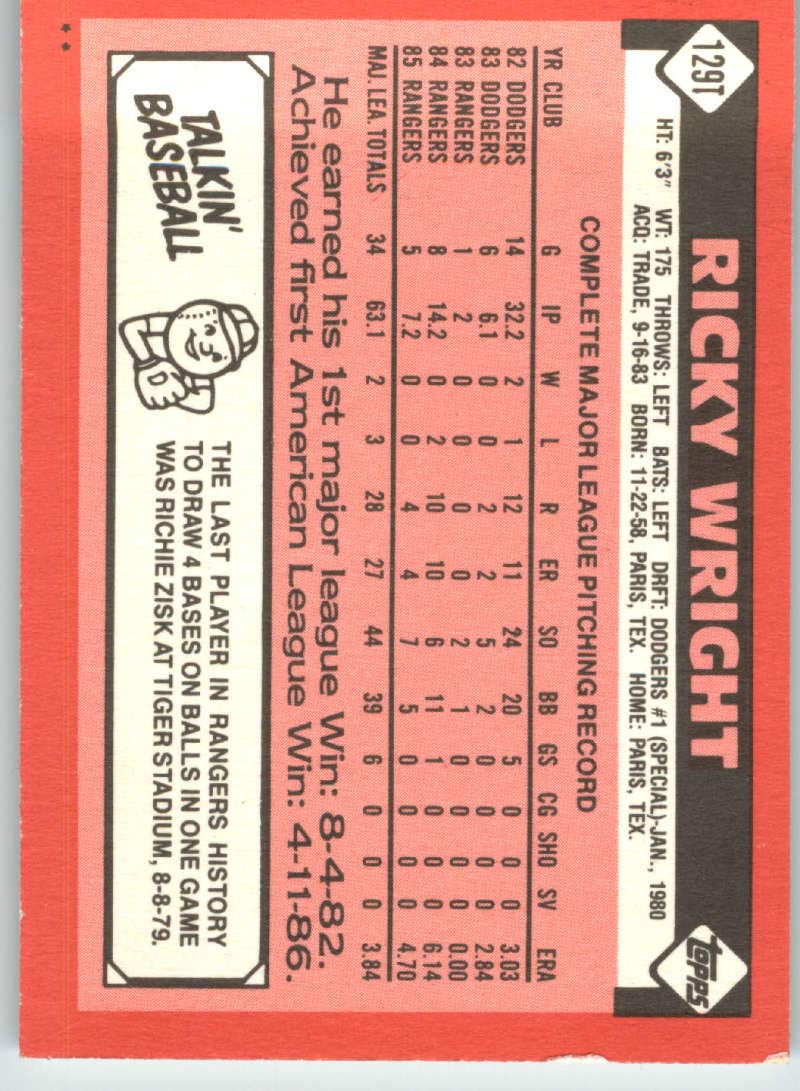 129T
RICKY WRIGHT
topps
HT: 6'3" WT: 175 THROWS: LEFT BATS: LEFT DRFT: DODGERS #1 (SPECIAL)-JAN., 1980
ACQ: TRADE, 9-16-83 BORN: 11-22-58, PARIS, TEX. HOME: PARIS, TEX.
COMPLETE MAJOR LEAGUE PITCHING RECORD
YR CLUB G IP W L R ER SO BB GS CG SHO SV ERA
82 DODGERS 14 32.2 2 1 12 11 24 20 5 0 0 0 3.03
83 DODGERS 6 6.1 0 0 2 2 5 2 0 0 0 0 2.84
83 RANGERS 1 2 0 0 0 0 2 1 0 0 0 0 0.00
84 RANGERS 8 14.2 0 2 10 10 6 11 1 0 0 0 6.14
85 RANGERS 5 7.2 0 0 4 4 7 5 0 0 0 0 4.70
MAJ. LEA. TOTALS 34 63.1 2 3 28 27 44 39 6 0 0 0 3.84
He earned his 1st major league Win: 8-4-82.
Achieved first American League Win: 4-11-86.
TALKIN'
BASEBALL
THE LAST PLAYER IN RANGERS HISTORY
TO DRAW 4 BASES ON BALLS IN ONE GAME
WAS RICHIE ZISK AT TIGER STADIUM, 8-8-79.
**